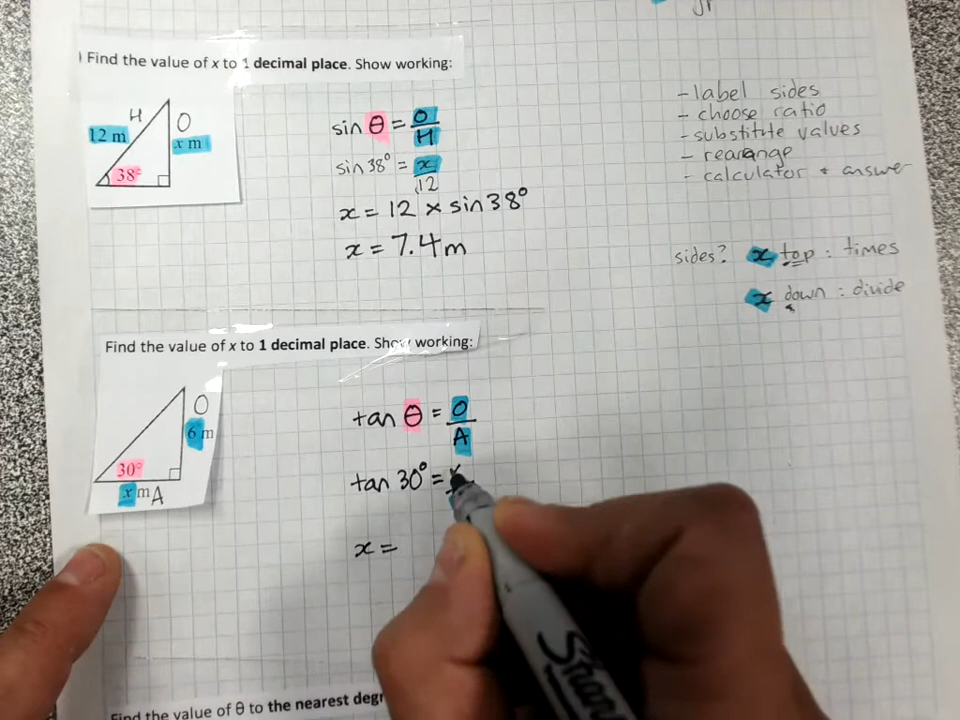 ) Find the value of x to 1 decimal place. Show working:
H
O
12 m
x m
38°
sin θ = O/H
sin 38° = x/12
x = 12 × sin 38°
x = 7.4 m
- label sides
- choose ratio
- substitute values
- rearange
- calculator + answer
sides? x top : times
x down : divide
Find the value of x to 1 decimal place. Show working:
O
6 m
30°
x m A
tan θ = O/A
tan 30° =
x =
Sharp
Find the value of θ to the nearest degr